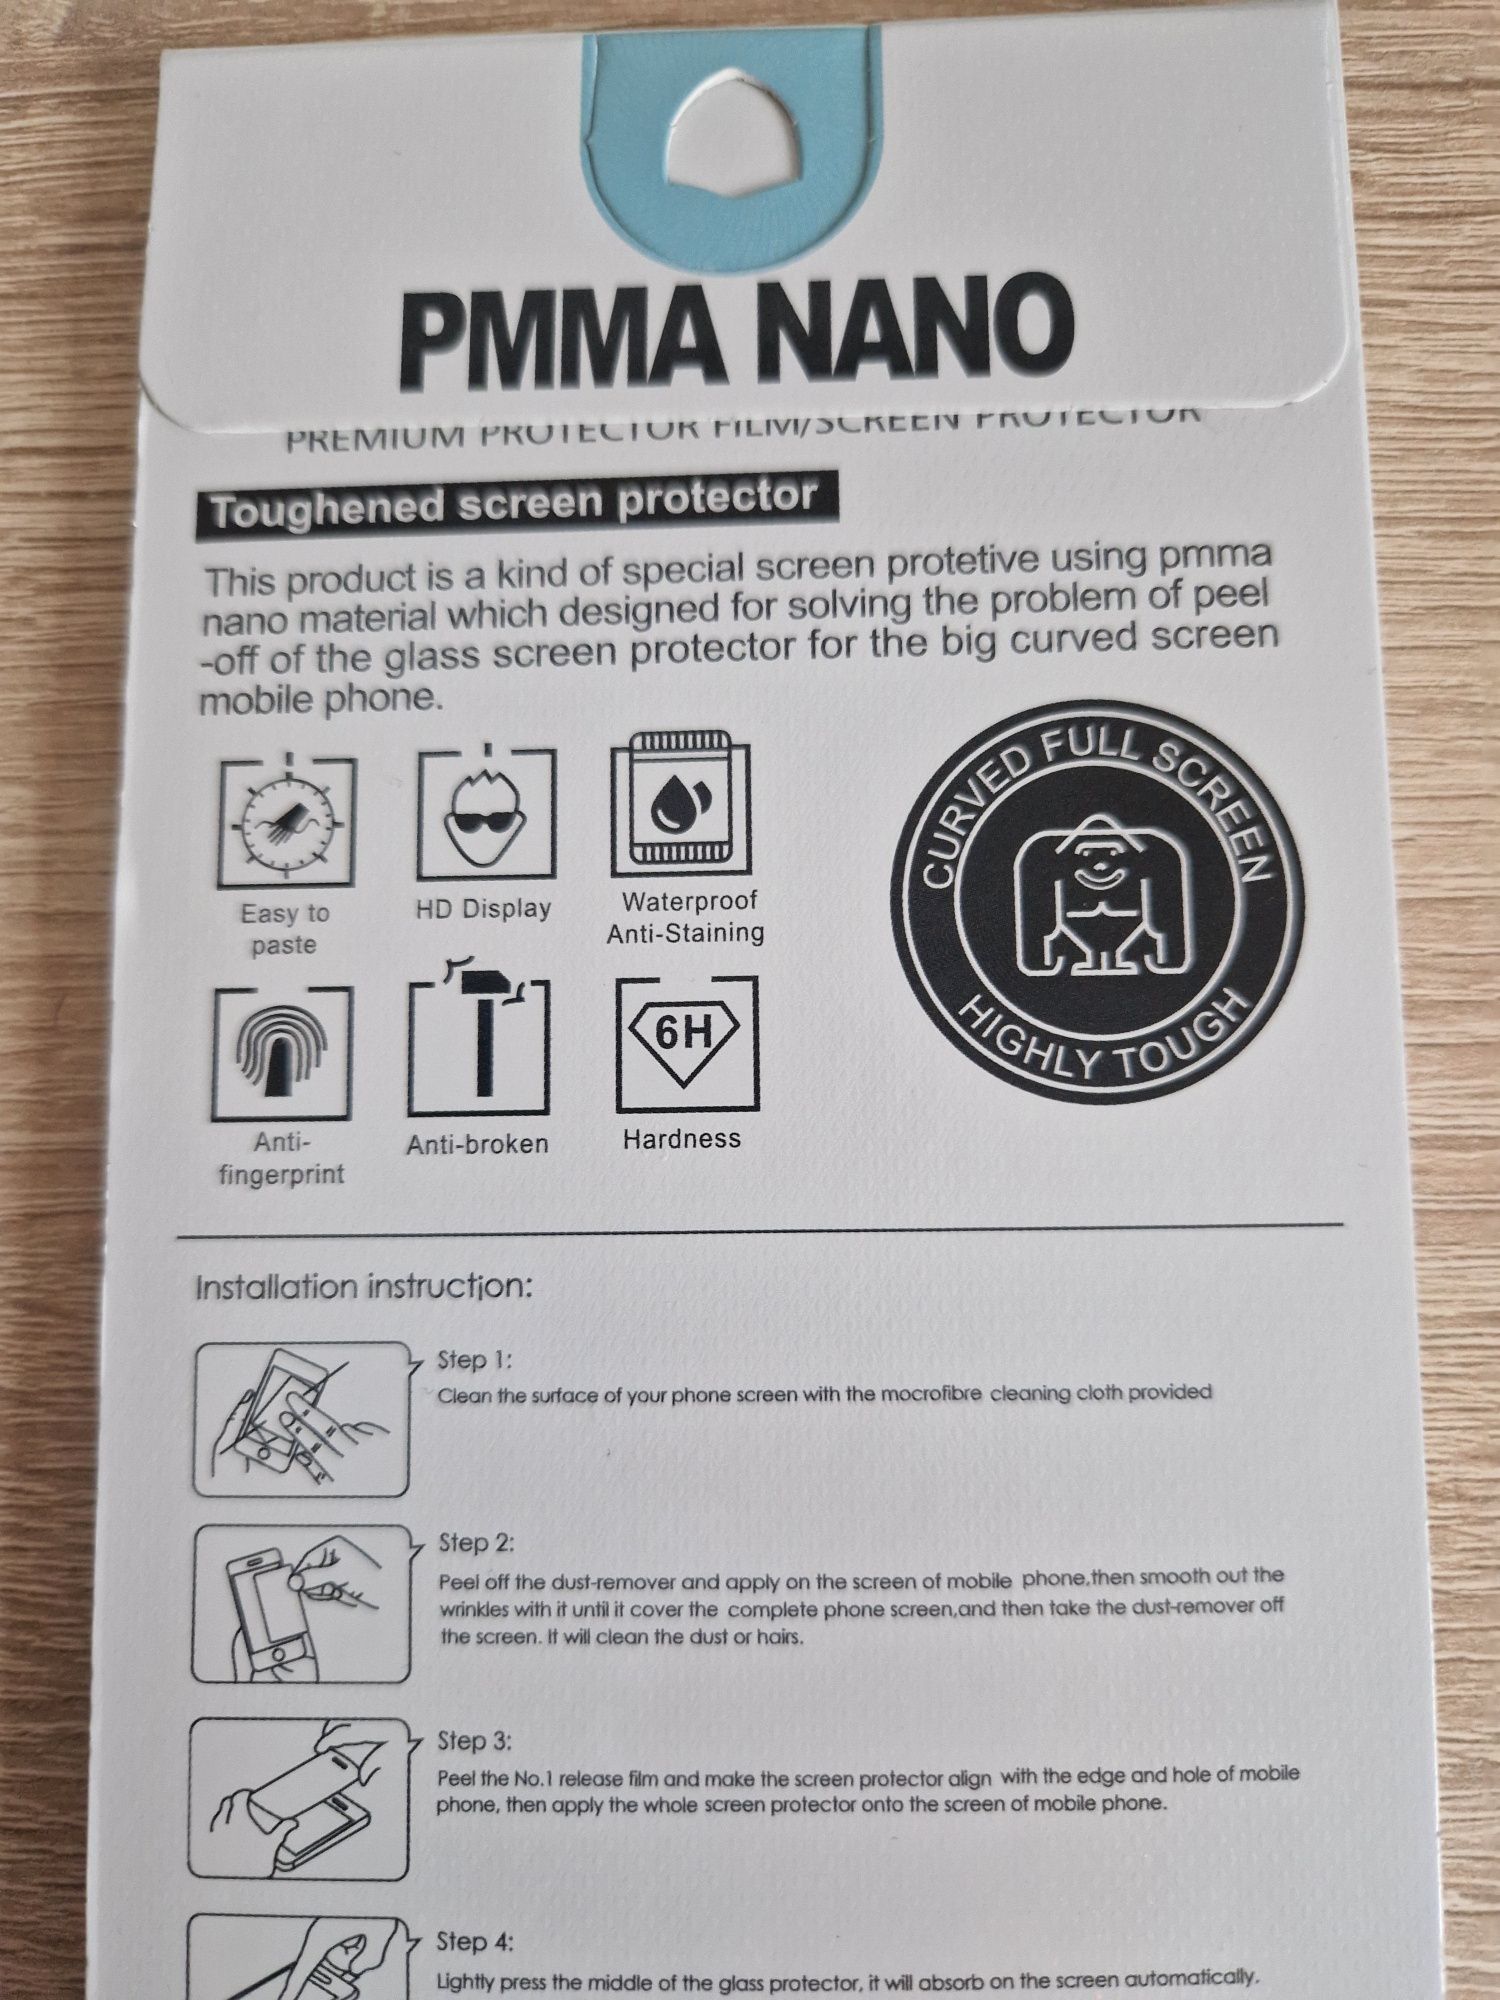 PMMA NANO
PREMIUM PROTECTOR FILM/SCREEN PROTECTOR
Toughened screen protector
This product is a kind of special screen protetive using pmma
nano material which designed for solving the problem of peel
-off of the glass screen protector for the big curved screen
mobile phone.
Easy to
paste
HD Display
Waterproof
Anti-Staining
CURVED FULL SCREEN
HIGHLY TOUGH
6H
Anti-
fingerprint
Anti-broken
Hardness
Installation instruction:
Step 1:
Clean the surface of your phone screen with the mocrofibre cleaning cloth provided
Step 2:
Peel off the dust-remover and apply on the screen of mobile phone,then smooth out the
wrinkles with it until it cover the complete phone screen,and then take the dust-remover off
the screen. It will clean the dust or hairs.
Step 3:
Peel the No.1 release film and make the screen protector align with the edge and hole of mobile
phone, then apply the whole screen protector onto the screen of mobile phone.
Step 4:
Lightly press the middle of the glass protector, it will absorb on the screen automatically.